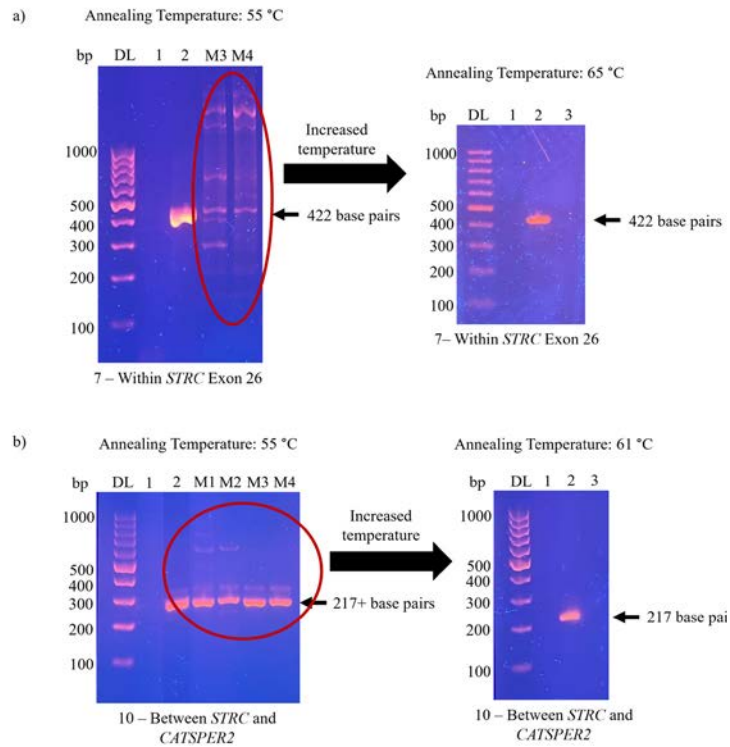 a)
Annealing Temperature: 55 °C
bp DL 1 2 M3 M4
1000
500
400
300
200
100
422 base pairs
7 – Within STRC Exon 26
Increased
temperature
Annealing Temperature: 65 °C
bp DL 1 2 3
1000
500
400
300
200
100
422 base pairs
7– Within STRC Exon 26
b)
Annealing Temperature: 55 °C
bp DL 1 2 M1 M2 M3 M4
1000
500
400
300
200
100
217+ base pairs
10 – Between STRC and
CATSPER2
Increased
temperature
Annealing Temperature: 61 °C
bp DL 1 2 3
1000
500
400
300
200
100
217 base pai
10 – Between STRC and
CATSPER2